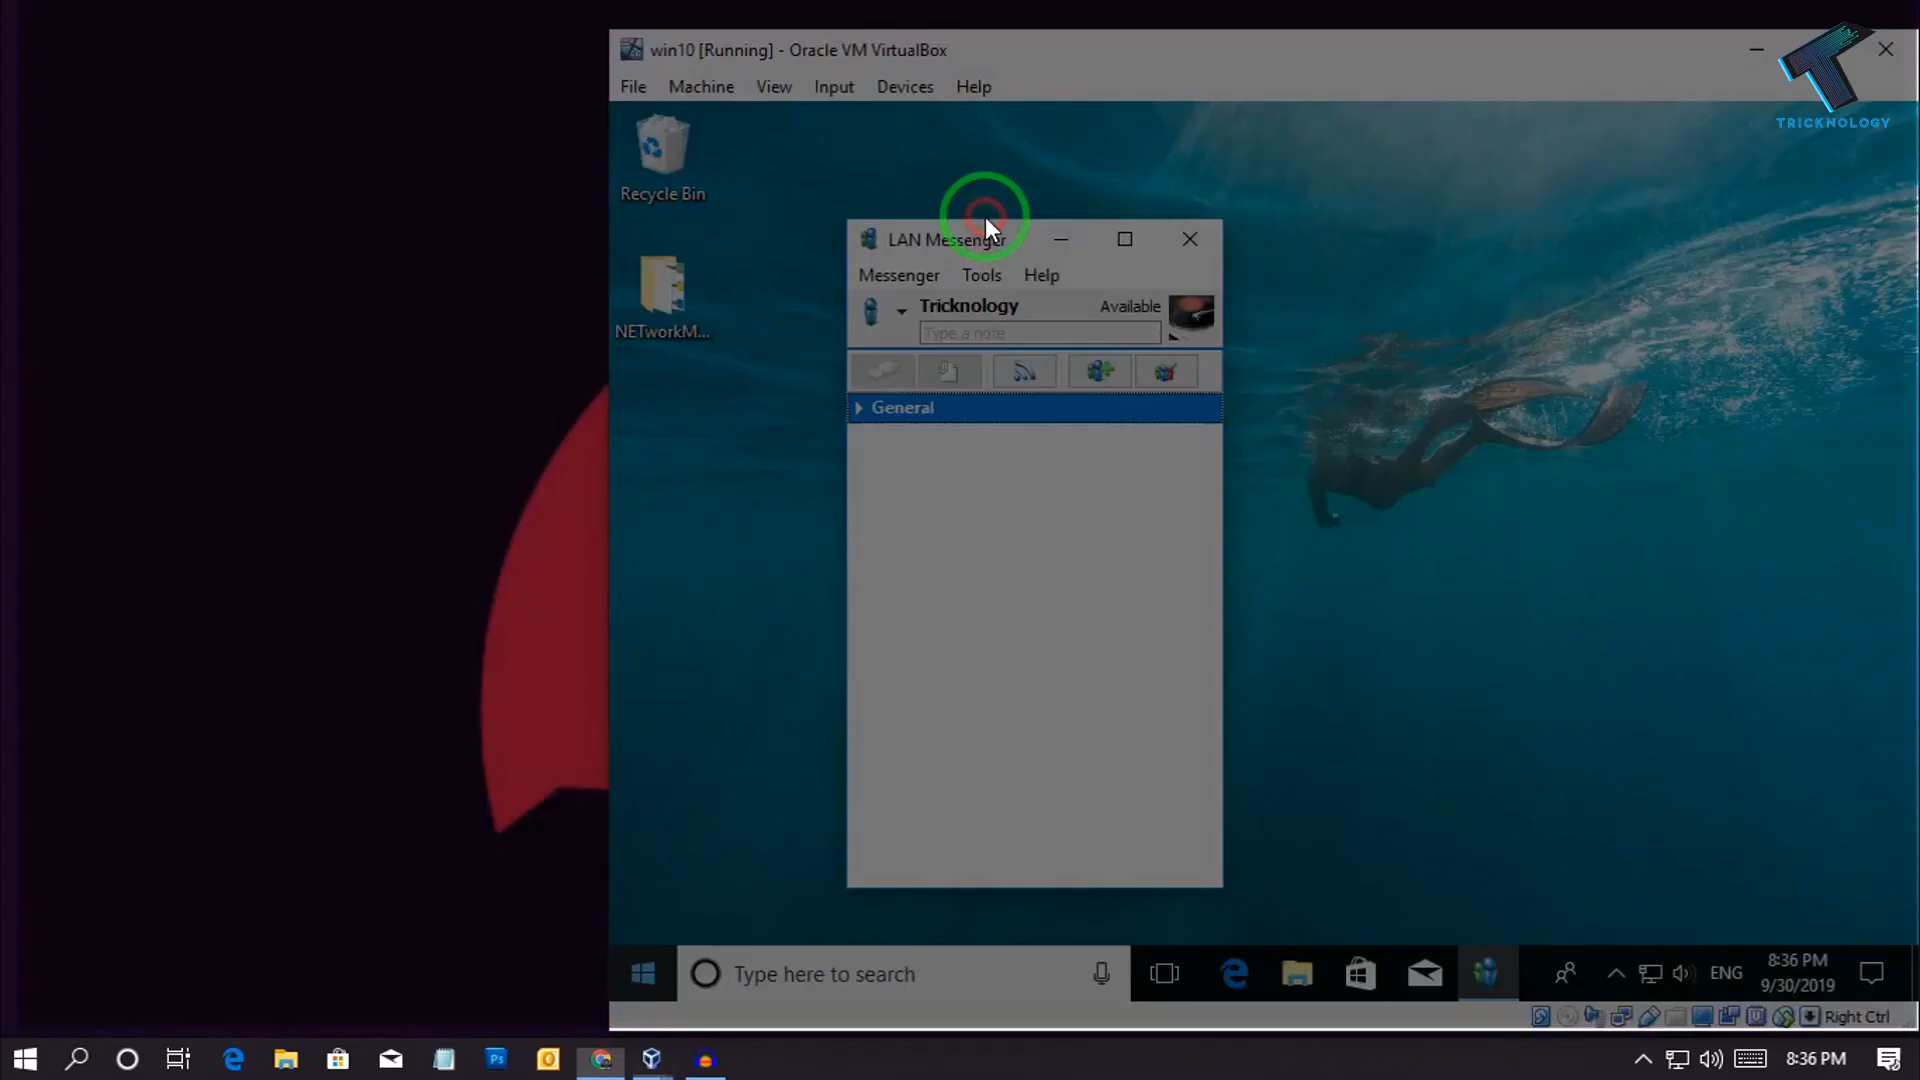 win10 [Running] - Oracle VM VirtualBox
File Machine View Input Devices Help
TRICKNOLOGY
Recycle Bin
NETworkM...
LAN Messenger
Messenger Tools Help
Tricknology Available
Type a note
General
Type here to search
ENG
8:36 PM
9/30/2019
Right Ctrl
Ps
8:36 PM